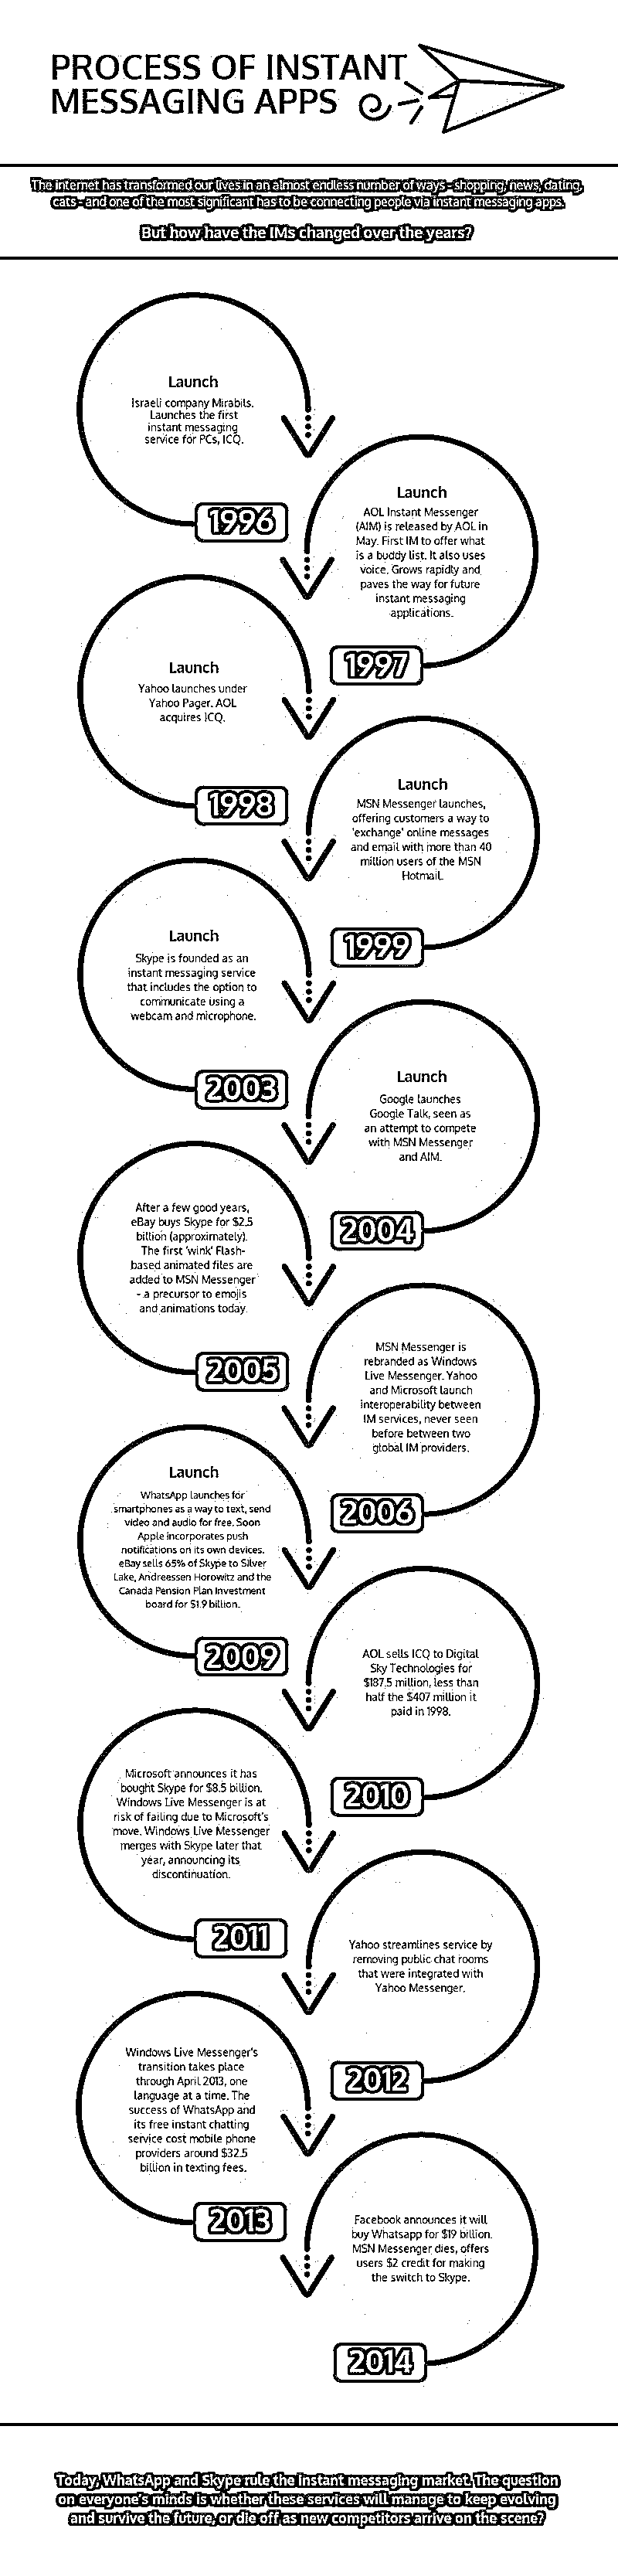 PROCESS OF INSTANT
MESSAGING APPS
The internet has transformed our lives in an almost endless number of ways - shopping, news, dating,
cats - and one of the most significant has to be connecting people via instant messaging apps.
But how have the IMs changed over the years?
Launch
Israeli company Mirabils.
Launches the first
instant messaging
service for PCs, ICQ.
1996
Launch
AOL Instant Messenger
(AIM) is released by AOL in
May. First IM to offer what
is a buddy list. It also uses
voice. Grows rapidly and
paves the way for future
instant messaging
applications.
1997
Launch
Yahoo launches under
Yahoo Pager. AOL
acquires ICQ.
1998
Launch
MSN Messenger launches,
offering customers a way to
'exchange' online messages
and email with more than 40
million users of the MSN
Hotmail.
1999
Launch
Skype is founded as an
instant messaging service
that includes the option to
communicate using a
webcam and microphone.
2003
Launch
Google launches
Google Talk, seen as
an attempt to compete
with MSN Messenger
and AIM.
2004
After a few good years,
eBay buys Skype for $2.5
billion (approximately).
The first 'wink' Flash-
based animated files are
added to MSN Messenger
- a precursor to emojis
and animations today.
2005
MSN Messenger is
rebranded as Windows
Live Messenger. Yahoo
and Microsoft launch
interoperability between
IM services, never seen
before between two
global IM providers.
2006
Launch
WhatsApp launches for
smartphones as a way to text, send
video and audio for free. Soon
Apple incorporates push
notifications on its own devices.
eBay sells 65% of Skype to Silver
Lake, Andreessen Horowitz and the
Canada Pension Plan Investment
board for $1.9 billion.
2009
AOL sells ICQ to Digital
Sky Technologies for
$187.5 million, less than
half the $407 million it
paid in 1998.
2010
Microsoft announces it has
bought Skype for $8.5 billion.
Windows Live Messenger is at
risk of failing due to Microsoft's
move. Windows Live Messenger
merges with Skype later that
year, announcing its
discontinuation.
2011
Yahoo streamlines service by
removing public chat rooms
that were integrated with
Yahoo Messenger.
2012
Windows Live Messenger's
transition takes place
through April 2013, one
language at a time. The
success of WhatsApp and
its free instant chatting
service cost mobile phone
providers around $32.5
billion in texting fees.
2013
Facebook announces it will
buy Whatsapp for $19 billion.
MSN Messenger dies, offers
users $2 credit for making
the switch to Skype.
2014
Today, WhatsApp and Skype rule the instant messaging market. The question
on everyone's minds is whether these services will manage to keep evolving
and survive the future, or die off as new competitors arrive on the scene?